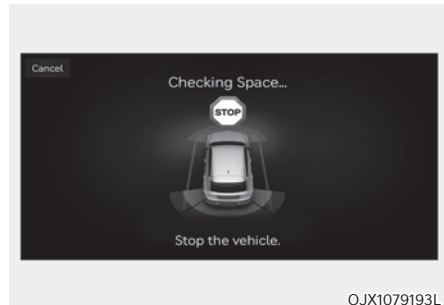 Cancel
Checking Space...
STOP
Stop the vehicle.
OJX1079193L